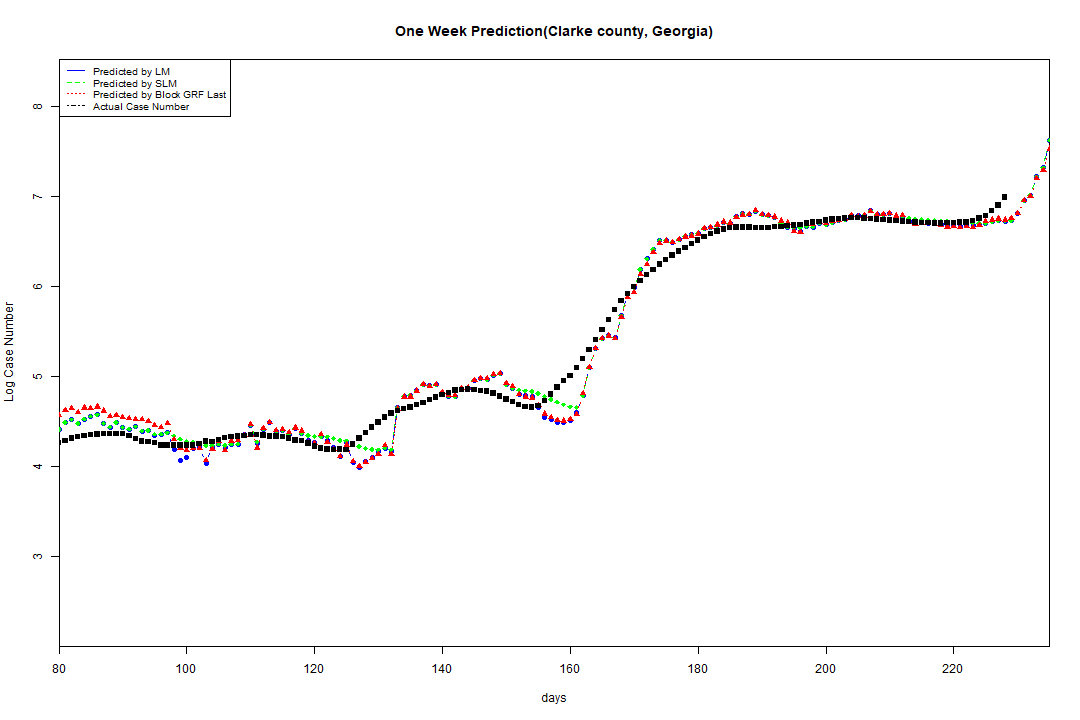 One Week Prediction(Clarke county, Georgia)
Predicted by LM
Predicted by SLM
Predicted by Block GRF Last
Actual Case Number
8
7
6
5
4
3
Log Case Number
80 100 120 140 160 180 200 220
days